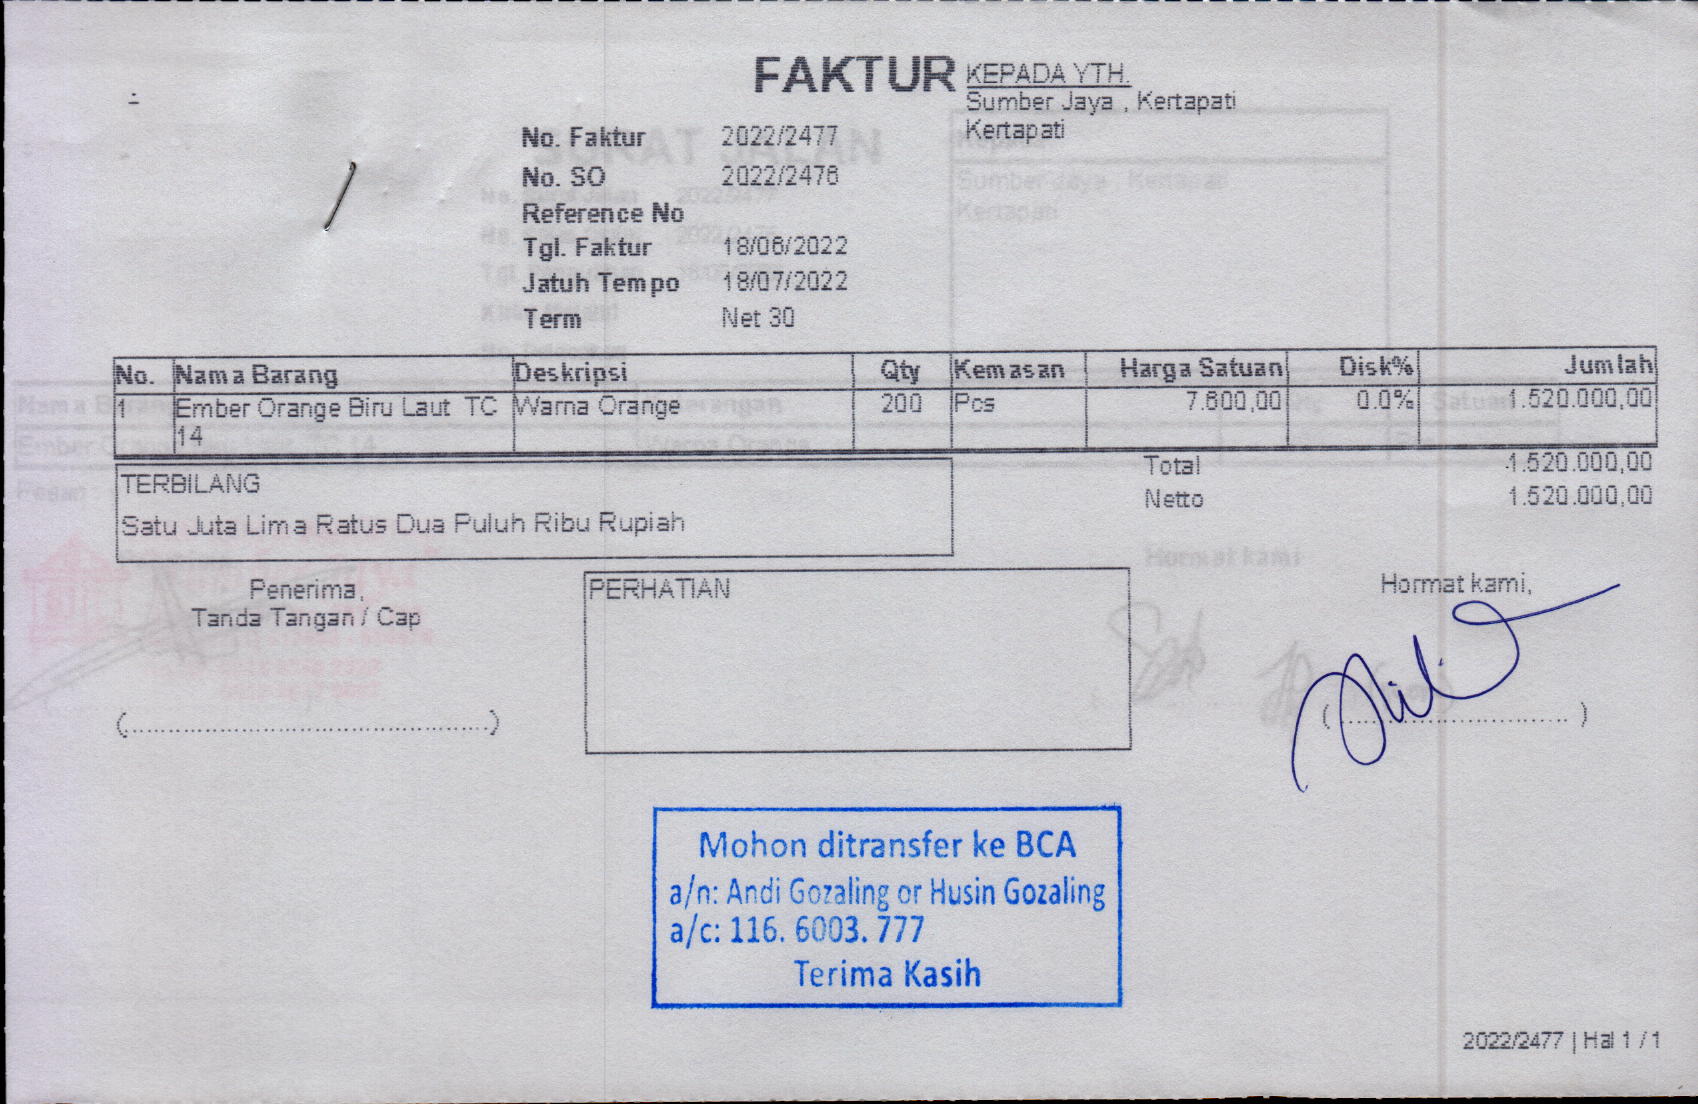 FAKTUR
KEPADA YTH.
Sumber Jaya , Kertapati
Kertapati
No. Faktur 2022/2477
No. SO 2022/2476
Reference No
Tgl. Faktur 18/06/2022
Jatuh Tempo 18/07/2022
Term Net 30
No. Nama Barang Deskripsi Qty Kemasan Harga Satuan Disk% Jumlah
1 Ember Orange Biru Laut TC Warna Orange 200 Pcs 7.600,00 0.0% 1.520.000,00
14
Total 1.520.000,00
Netto 1.520.000,00
TERBILANG
Satu Juta Lima Ratus Dua Puluh Ribu Rupiah
Penerima,
Tanda Tangan / Cap
PERHATIAN
Hormat kami,
(..............................................)
(.............................. )
Mohon ditransfer ke BCA
a/n: Andi Gozaling or Husin Gozaling
a/c: 116. 6003. 777
Terima Kasih
2022/2477 | Hal 1 / 1